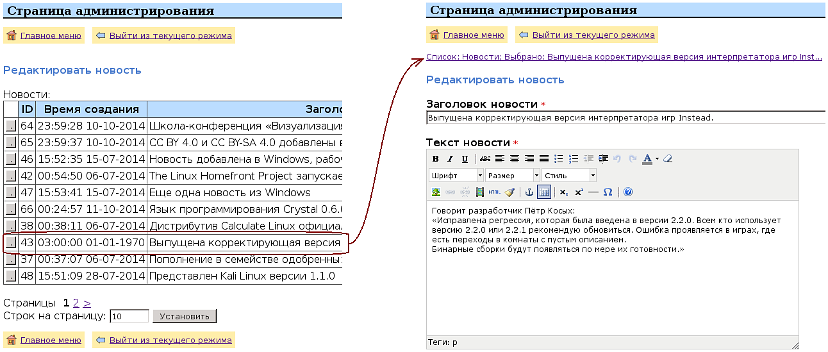 Страница администрирования
Главное меню Выйти из текущего режима
Редактировать новость
Новости:
ID Время создания Заголо
64 23:59:28 10-10-2014 Школа-конференция «Визуализация
65 23:59:37 10-10-2014 CC BY 4.0 и CC BY-SA 4.0 добавлены в
46 15:52:35 15-07-2014 Новость добавлена в Windows, рабо
42 00:54:50 06-07-2014 The Linux Homefront Project запускае
47 15:53:41 15-07-2014 Еще одна новость из Windows
66 00:24:57 11-10-2014 Язык программирования Crystal 0.6.
38 00:38:11 06-07-2014 Дистрибутив Calculate Linux официа
43 03:00:00 01-01-1970 Выпущена корректирующая версия
37 00:37:07 06-07-2014 Пополнение в семействе одобренны
48 15:51:09 28-07-2014 Представлен Kali Linux версии 1.1.0
Страницы 1 2 >
Строк на страницу: 10 Установить
Главное меню Выйти из текущего режима
Страница администрирования
Главное меню Выйти из текущего режима
Список: Новости: Выбрано: Выпущена корректирующая версия интерпретатора игр Inst...
Редактировать новость
Заголовок новости *
Выпущена корректирующая версия интерпретатора игр Instead.
Текст новости *
B I U ABC A
Шрифт Размер Стиль
HTML x₂ x² Ω
Говорит разработчик Петр Косых:
«Исправлена регрессия, которая была введена в версии 2.2.0. Всем кто использует
версию 2.2.0 или 2.2.1 рекомендую обновиться. Ошибка проявляется в играх, где
есть переходы в комнаты с пустым описанием.
Бинарные сборки будут появляться по мере их готовности.»
Теги: p